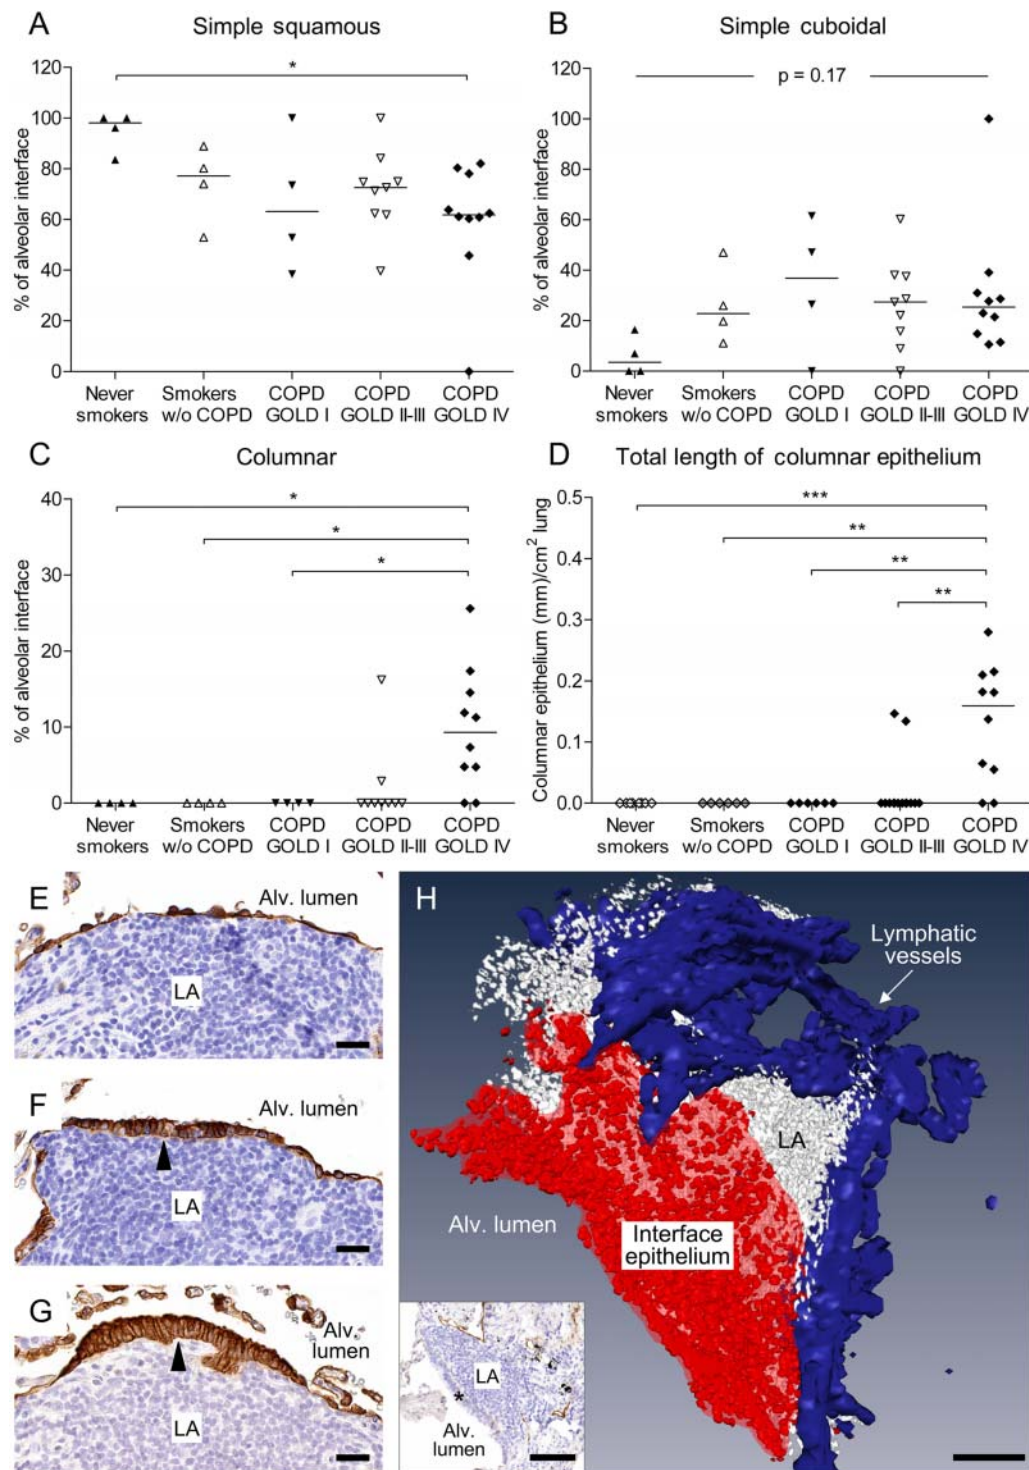 A
Simple squamous
% of alveolar interface
120
100
80
60
40
20
0
*
Never smokers
Smokers w/o COPD
COPD GOLD I
COPD GOLD II-III
COPD GOLD IV
B
Simple cuboidal
% of alveolar interface
120
100
80
60
40
20
0
p = 0.17
Never smokers
Smokers w/o COPD
COPD GOLD I
COPD GOLD II-III
COPD GOLD IV
C
Columnar
% of alveolar interface
40
30
20
10
0
*
*
*
Never smokers
Smokers w/o COPD
COPD GOLD I
COPD GOLD II-III
COPD GOLD IV
D
Total length of columnar epithelium
Columnar epithelium (mm)/cm² lung
0.5
0.4
0.3
0.2
0.1
0.0
***
**
**
**
Never smokers
Smokers w/o COPD
COPD GOLD I
COPD GOLD II-III
COPD GOLD IV
E
Alv. lumen
LA
F
Alv. lumen
LA
G
Alv. lumen
LA
H
Lymphatic vessels
LA
Alv. lumen
Interface epithelium
LA
*
Alv. lumen